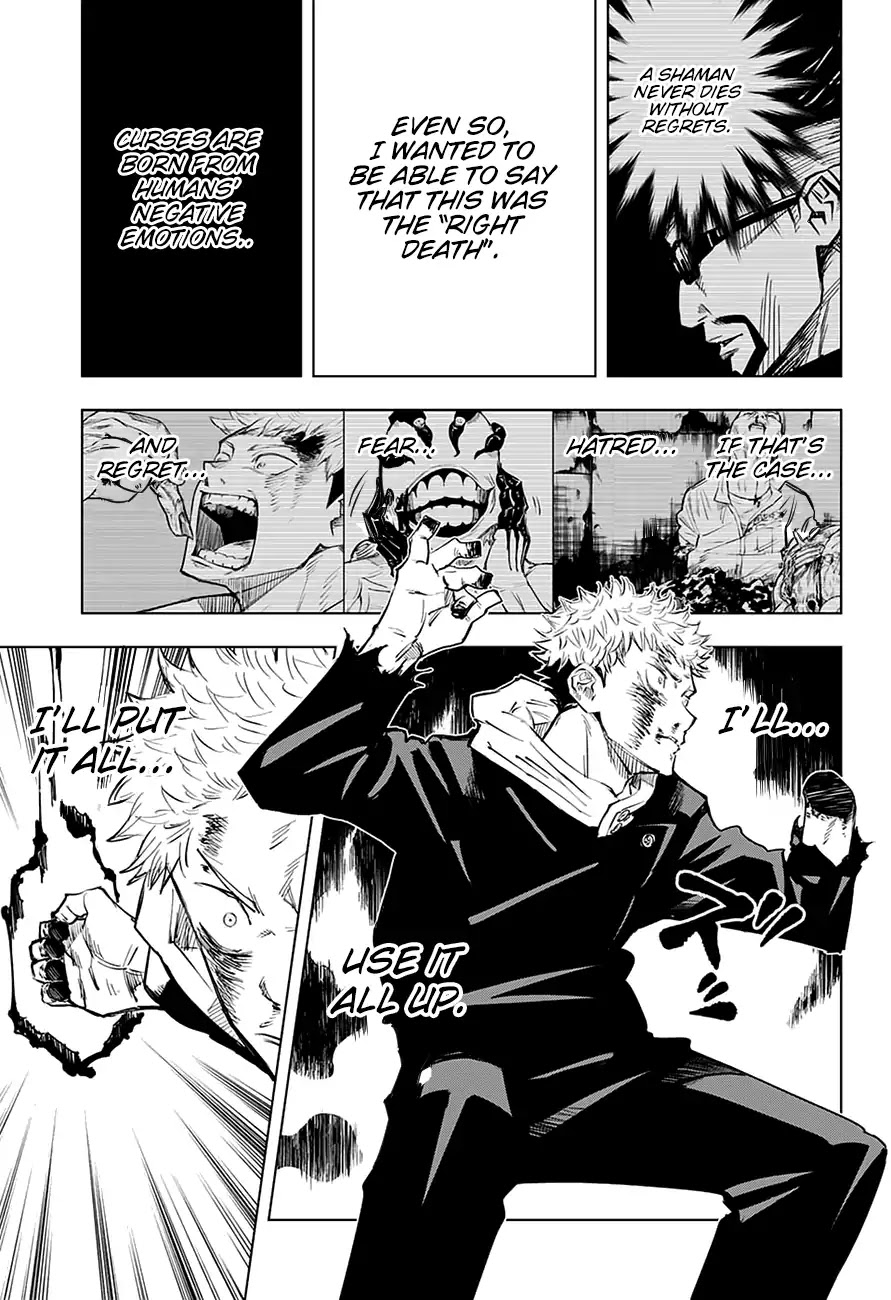 A SHAMAN
NEVER DIES
WITHOUT
REGRETS.
EVEN SO,
I WANTED TO
BE ABLE TO SAY
THAT THIS WAS
THE "RIGHT
DEATH".
CURSES ARE
BORN FROM
HUMANS'
NEGATIVE
EMOTIONS..
IF THAT'S
THE CASE...
HATRED...
FEAR...
AND
REGRET...
I'LL...
USE IT
ALL UP.
I'LL PUT
IT ALL...